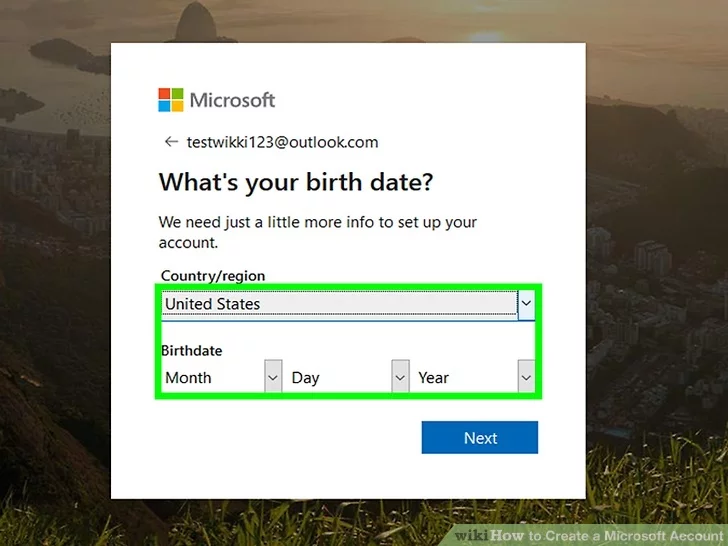 Microsoft
← testwikki123@outlook.com
What's your birth date?
We need just a little more info to set up your
account.
Country/region
United States
Birthdate
Month Day Year
Next
wikiHow to Create a Microsoft Account